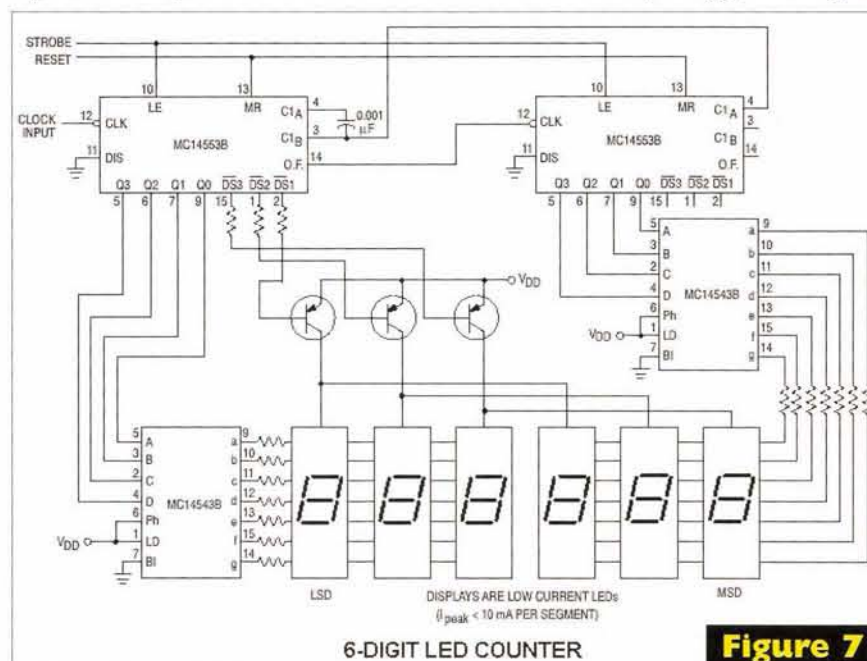 STROBE
RESET
10
13
LE
MR
CLOCK
INPUT
12
CLK
11
DIS
MC14553B
C1A
4
0.001
μF
C1B
3
O.F.
14
Q3
Q2
Q1
Q0
DS3
DS2
DS1
5
6
7
9
15
1
2
10
13
LE
MR
12
CLK
11
DIS
MC14553B
C1A
4
C1B
3
O.F.
14
Q3
Q2
Q1
Q0
DS3
DS2
DS1
5
6
7
9
15
1
2
VDD
5
A
3
B
2
C
4
D
6
Ph
VDD
1
LD
7
BI
MC14543B
a
9
b
10
c
11
d
12
e
13
f
15
g
14
5
A
3
B
2
C
4
D
6
Ph
VDD
1
LD
7
BI
MC14543B
a
9
b
10
c
11
d
12
e
13
f
15
g
14
LSD
DISPLAYS ARE LOW CURRENT LEDs
(Ipeak < 10 mA PER SEGMENT)
MSD
6-DIGIT LED COUNTER
Figure 7